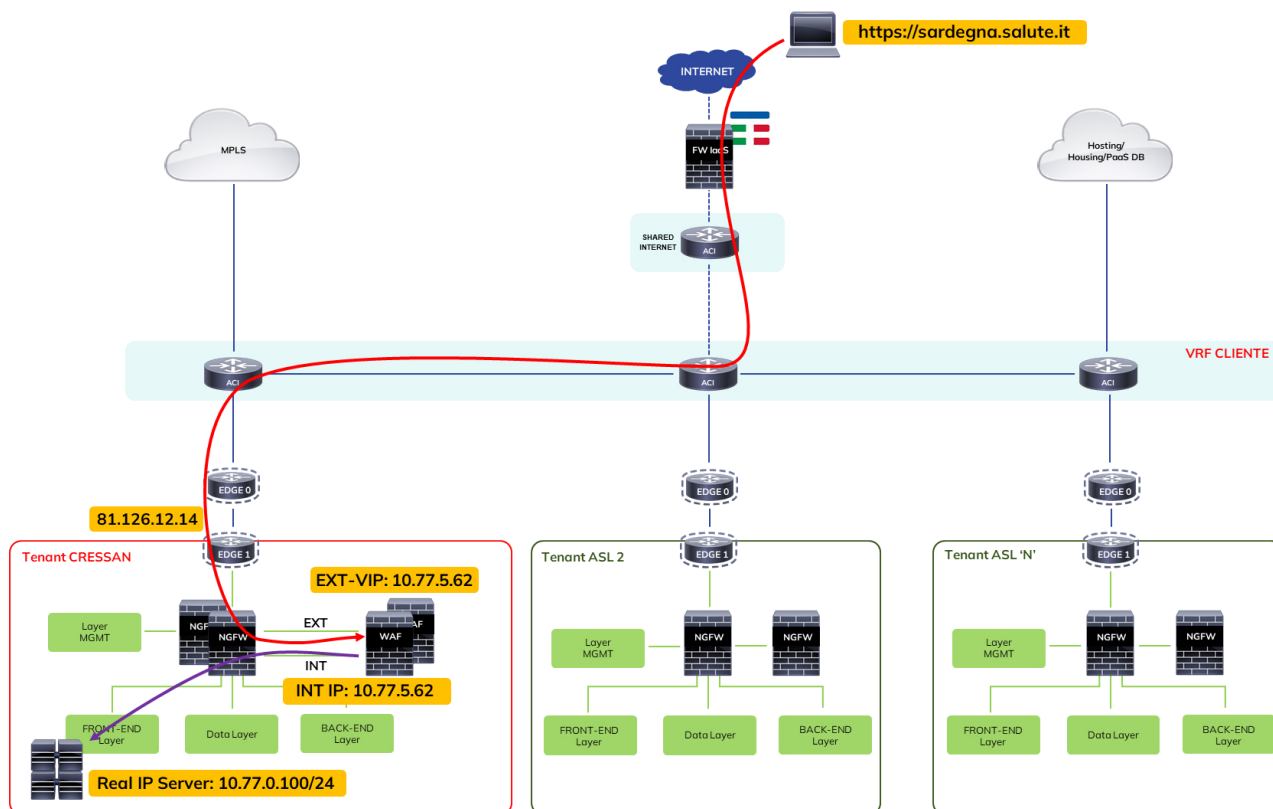 https://sardegna.salute.it
INTERNET
MPLS
FW IaaS
Hosting/
Housing/PaaS DB
SHARED
INTERNET
ACI
VRF CLIENTE
ACI
ACI
ACI
EDGE 0
EDGE 0
EDGE 0
81.126.12.14
Tenant CRESSAN
EDGE 1
Tenant ASL 2
EDGE 1
Tenant ASL ‘N’
EDGE 1
EXT-VIP: 10.77.5.62
Layer
MGMT
NGFW
EXT
WAF
INT
INT IP: 10.77.5.62
FRONT-END
Layer
Data Layer
BACK-END
Layer
Real IP Server: 10.77.0.100/24
Layer
MGMT
NGFW
NGFW
FRONT-END
Layer
Data Layer
BACK-END
Layer
Layer
MGMT
NGFW
NGFW
FRONT-END
Layer
Data Layer
BACK-END
Layer